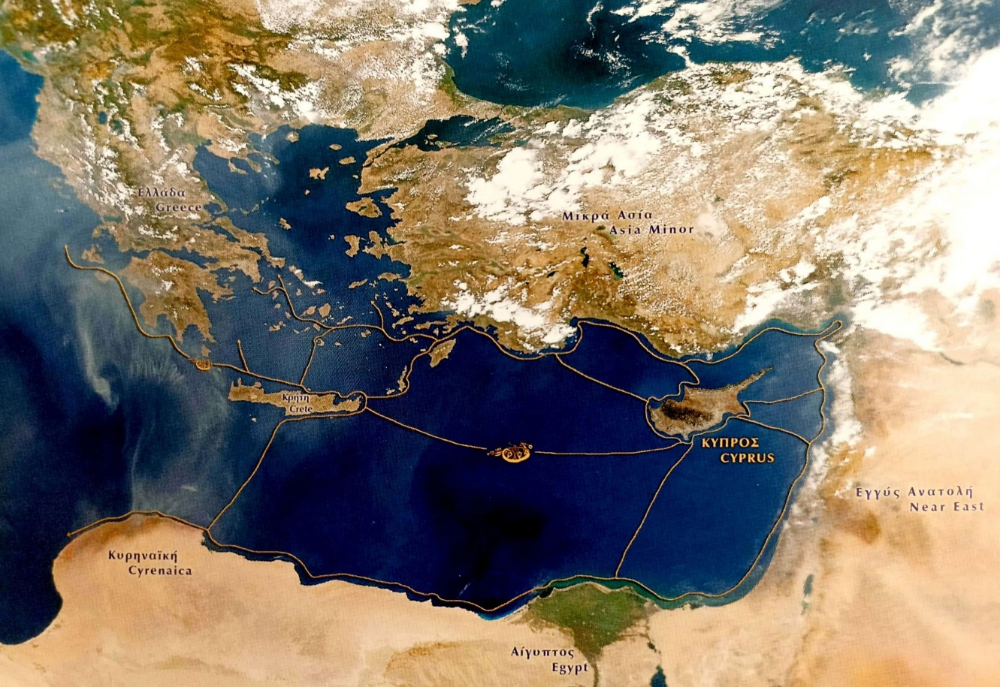 Ελλάδα
Greece
Μικρά Ασία
Asia Minor
Κρήτη
Crete
ΚΥΠΡΟΣ
CYPRUS
Εγγύς Ανατολή
Near East
Κυρηναϊκή
Cyrenaica
Αίγυπτος
Egypt